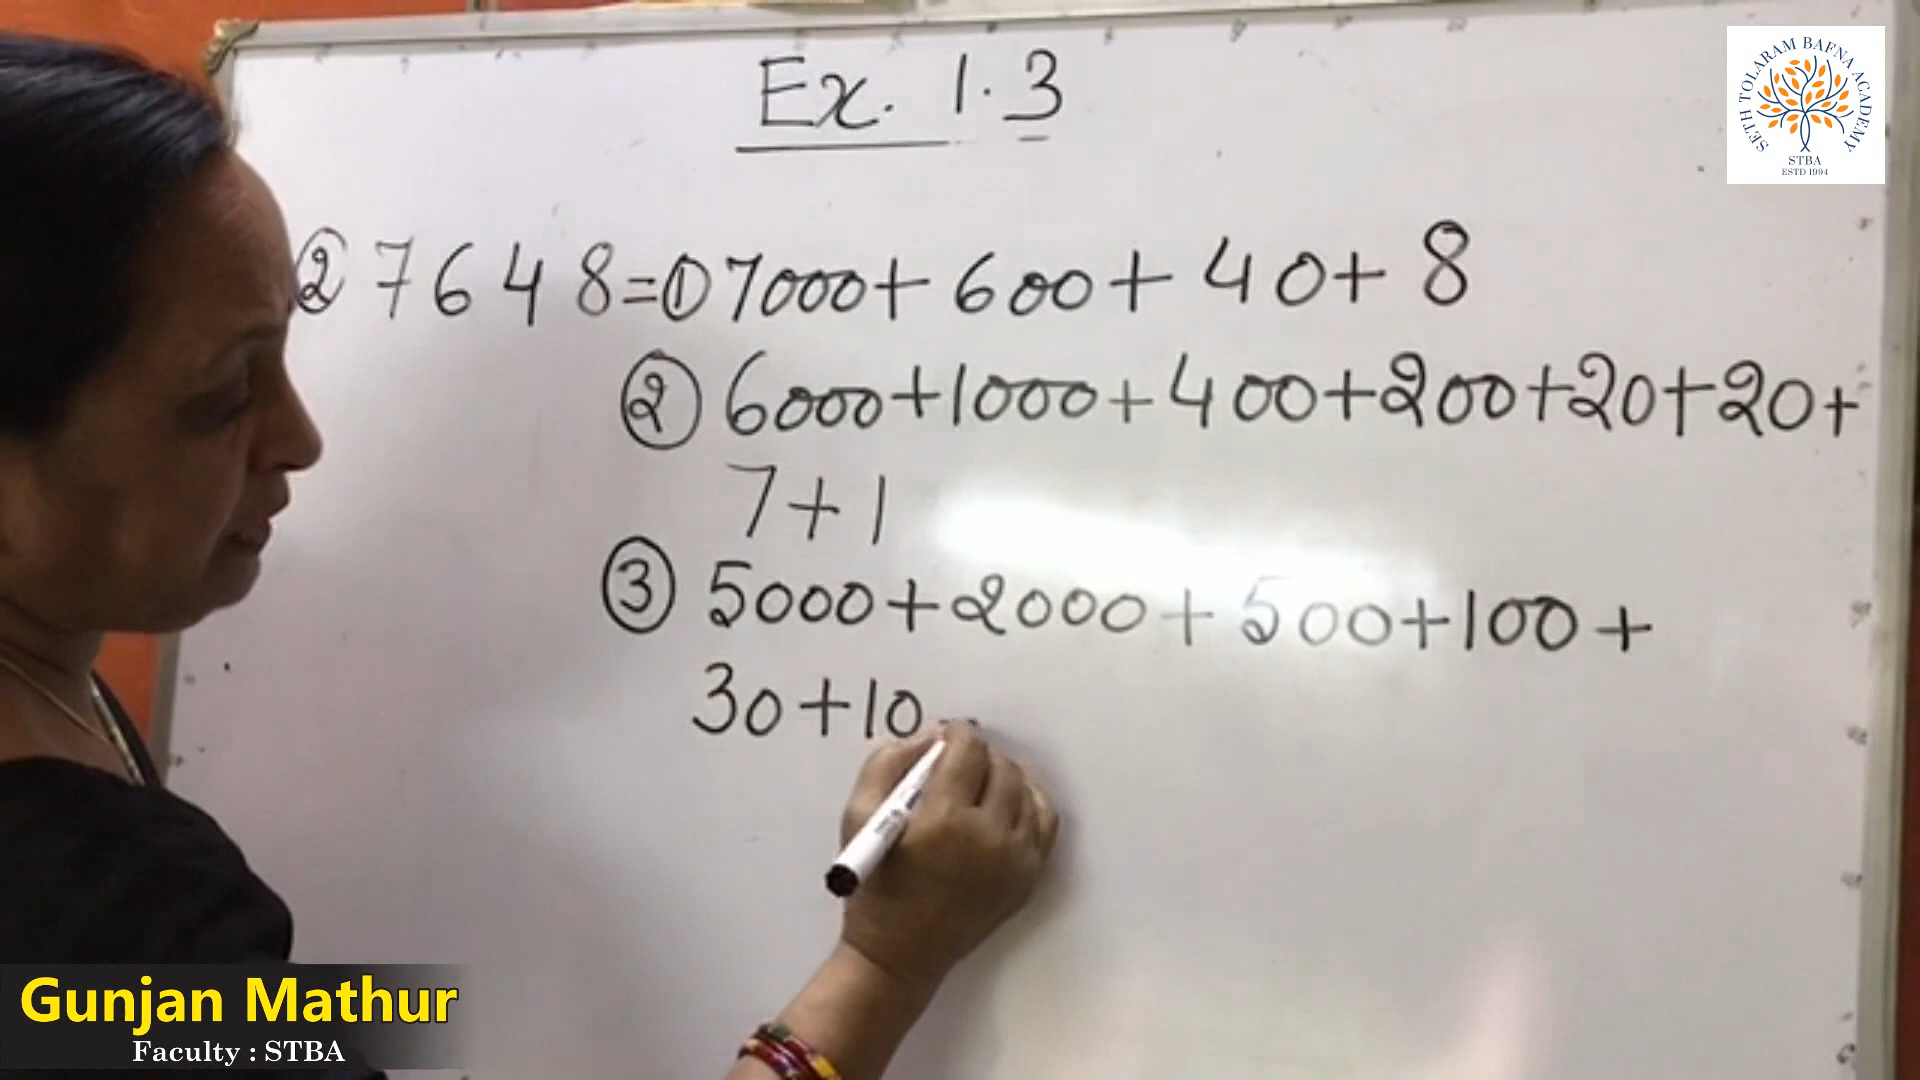 Ex. 1.3
② 7648 = ① 7000 + 600 + 40 + 8
② 6000 + 1000 + 400 + 200 + 20 + 20 +
7 + 1
③ 5000 + 2000 + 500 + 100 +
30 + 10
SETH TOLARAM BAFNA ACADEMY
STBA
ESTD 1994
Gunjan Mathur
Faculty : STBA